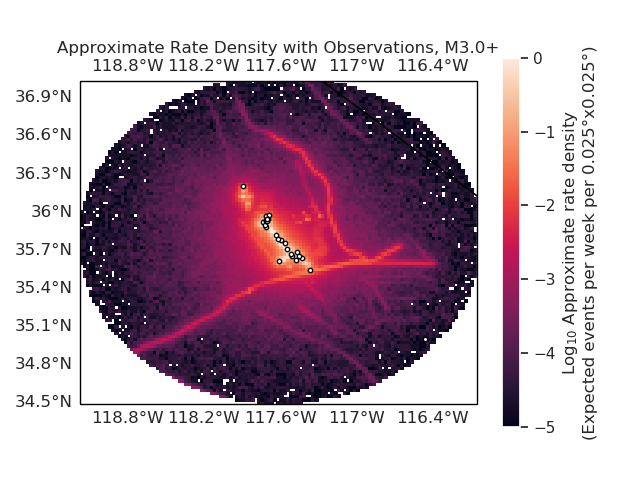 Approximate Rate Density with Observations, M3.0+
118.8°W 118.2°W 117.6°W 117°W 116.4°W
36.9°N
36.6°N
36.3°N
36°N
35.7°N
35.4°N
35.1°N
34.8°N
34.5°N
118.8°W 118.2°W 117.6°W 117°W 116.4°W
0
−1
−2
−3
−4
−5
Log₁₀ Approximate rate density
(Expected events per week per 0.025°x0.025°)